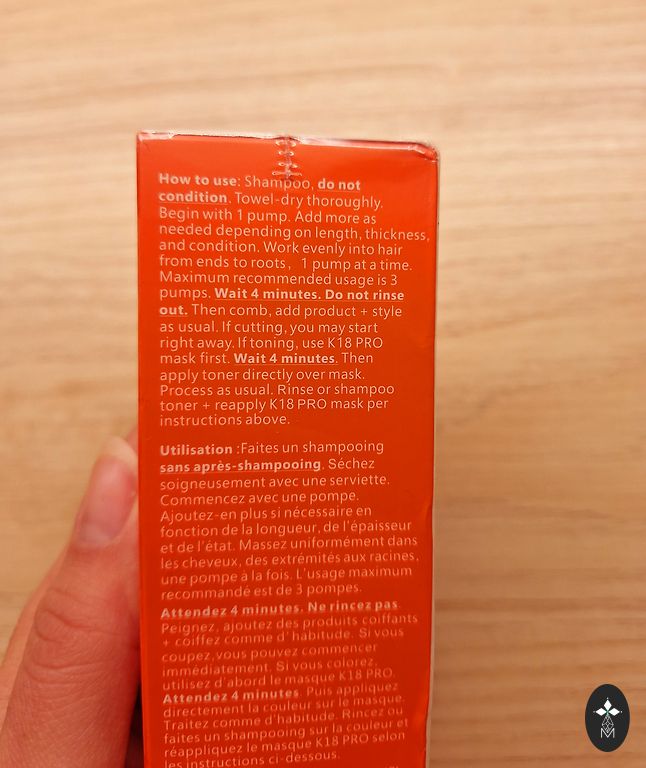 How to use: Shampoo, do not
condition. Towel-dry thoroughly.
Begin with 1 pump. Add more as
needed depending on length, thickness,
and condition. Work evenly into hair
from ends to roots, 1 pump at a time.
Maximum recommended usage is 3
pumps. Wait 4 minutes. Do not rinse
out. Then comb, add product + style
as usual. If cutting, you may start
right away. If toning, use K18 PRO
mask first. Wait 4 minutes. Then
apply toner directly over mask.
Process as usual. Rinse or shampoo
toner + reapply K18 PRO mask per
instructions above.
Utilisation :Faites un shampooing
sans après-shampooing. Séchez
soigneusement avec une serviette.
Commencez avec une pompe.
Ajoutez-en plus si nécessaire en
fonction de la longueur, de l'épaisseur
et de l'état. Massez uniformément dans
les cheveux, des extrémités aux racines,
une pompe à la fois. L'usage maximum
recommandé est de 3 pompes.
Attendez 4 minutes. Ne rincez pas.
Peignez, ajoutez des produits coiffants
+ coiffez comme d'habitude. Si vous
coupez, vous pouvez commencer
immédiatement. Si vous colorez,
utilisez d'abord le masque K18 PRO.
Attendez 4 minutes. Puis appliquez
directement la couleur sur le masque.
Traitez comme d'habitude. Rincez ou
faites un shampooing sur la couleur et
réappliquez le masque K18 PRO selon
les instructions ci-dessous.